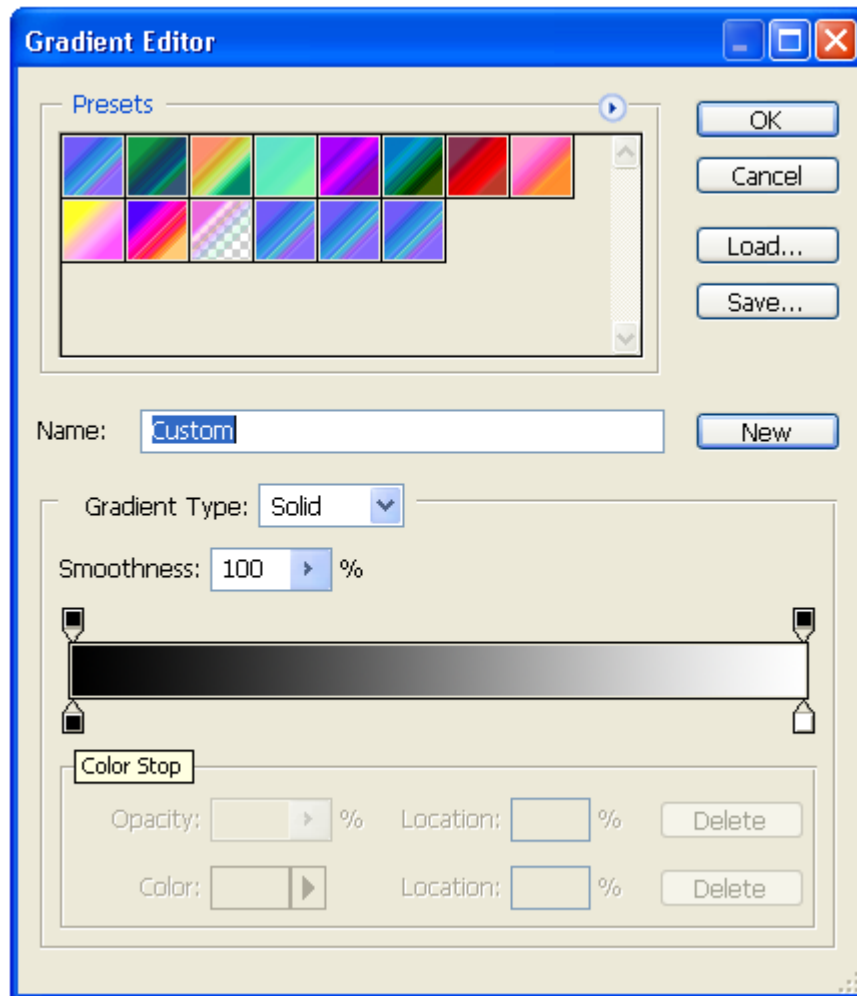 Gradient Editor
Presets
OK
Cancel
Load...
Save...
Name: Custom New
Gradient Type: Solid
Smoothness: 100 %
Color Stop
Opacity: % Location: % Delete
Color: Location: % Delete